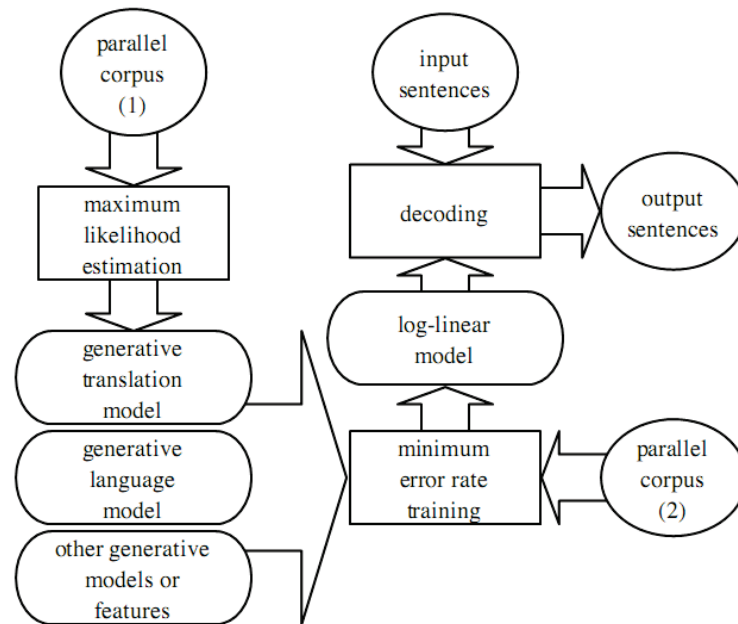 parallel
corpus
(1)
input
sentences
maximum
likelihood
estimation
decoding
output
sentences
generative
translation
model
log-linear
model
generative
language
model
minimum
error rate
training
parallel
corpus
(2)
other generative
models or
features